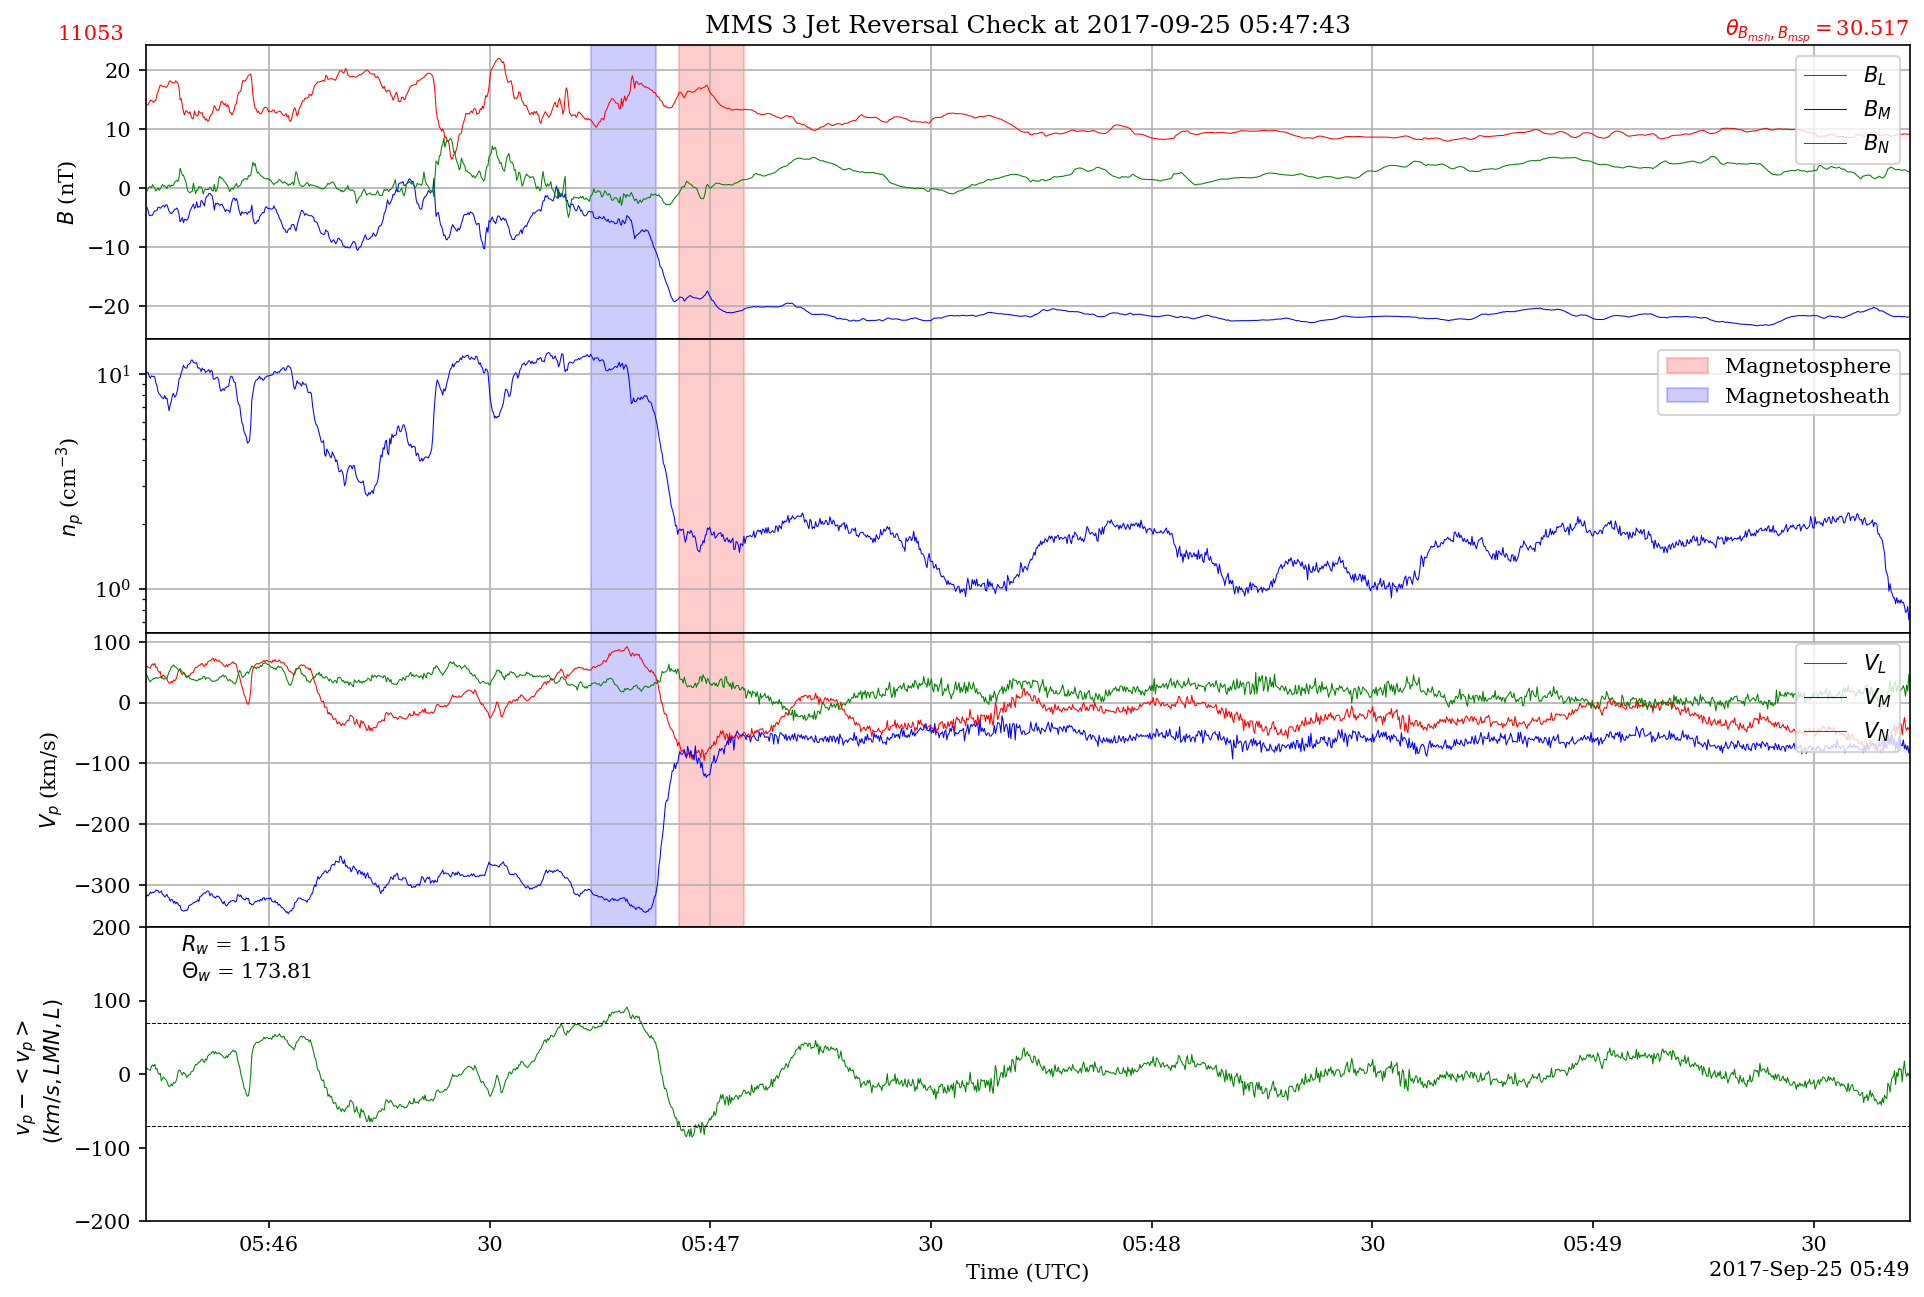 11053
MMS 3 Jet Reversal Check at 2017-09-25 05:47:43
θ_{B_{msh}, B_{msp}} = 30.517
20
10
0
−10
−20
B (nT)
B_L
B_M
B_N
10^1
10^0
n_p (cm^{−3})
Magnetosphere
Magnetosheath
100
0
−100
−200
−300
V_p (km/s)
V_L
V_M
V_N
200
100
0
−100
−200
v_p − < v_p >
(km/s, LMN, L)
R_w = 1.15
Θ_w = 173.81
05:46 30 05:47 30 05:48 30 05:49 30
Time (UTC)
2017-Sep-25 05:49